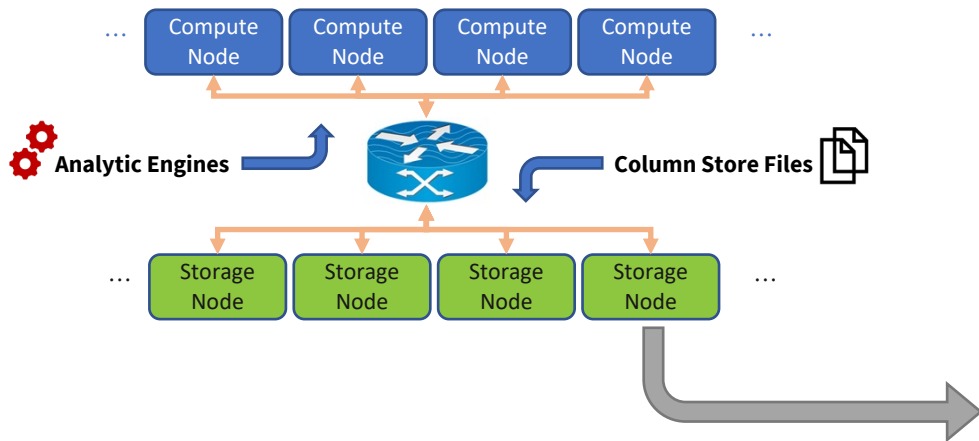 … Compute Node Compute Node Compute Node Compute Node …
Analytic Engines
Column Store Files
… Storage Node Storage Node Storage Node Storage Node …